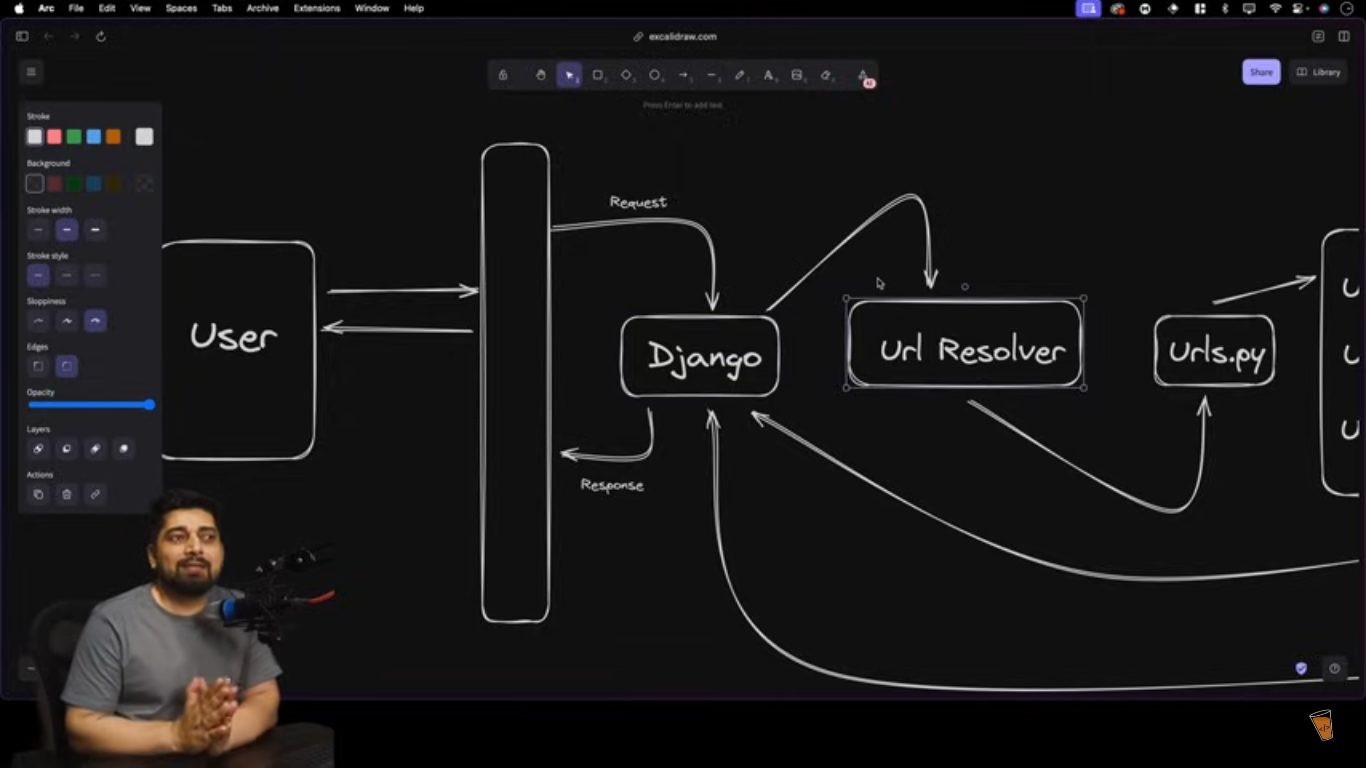 Arc File Edit View Spaces Tabs Archive Extensions Window Help
excalidraw.com
Share Library
Press Enter to add text
Stroke
Background
Stroke width
Stroke style
Sloppiness
Edges
Opacity
Layers
Actions
User
Request
Django
Response
Url Resolver
Urls.py
U
U
U